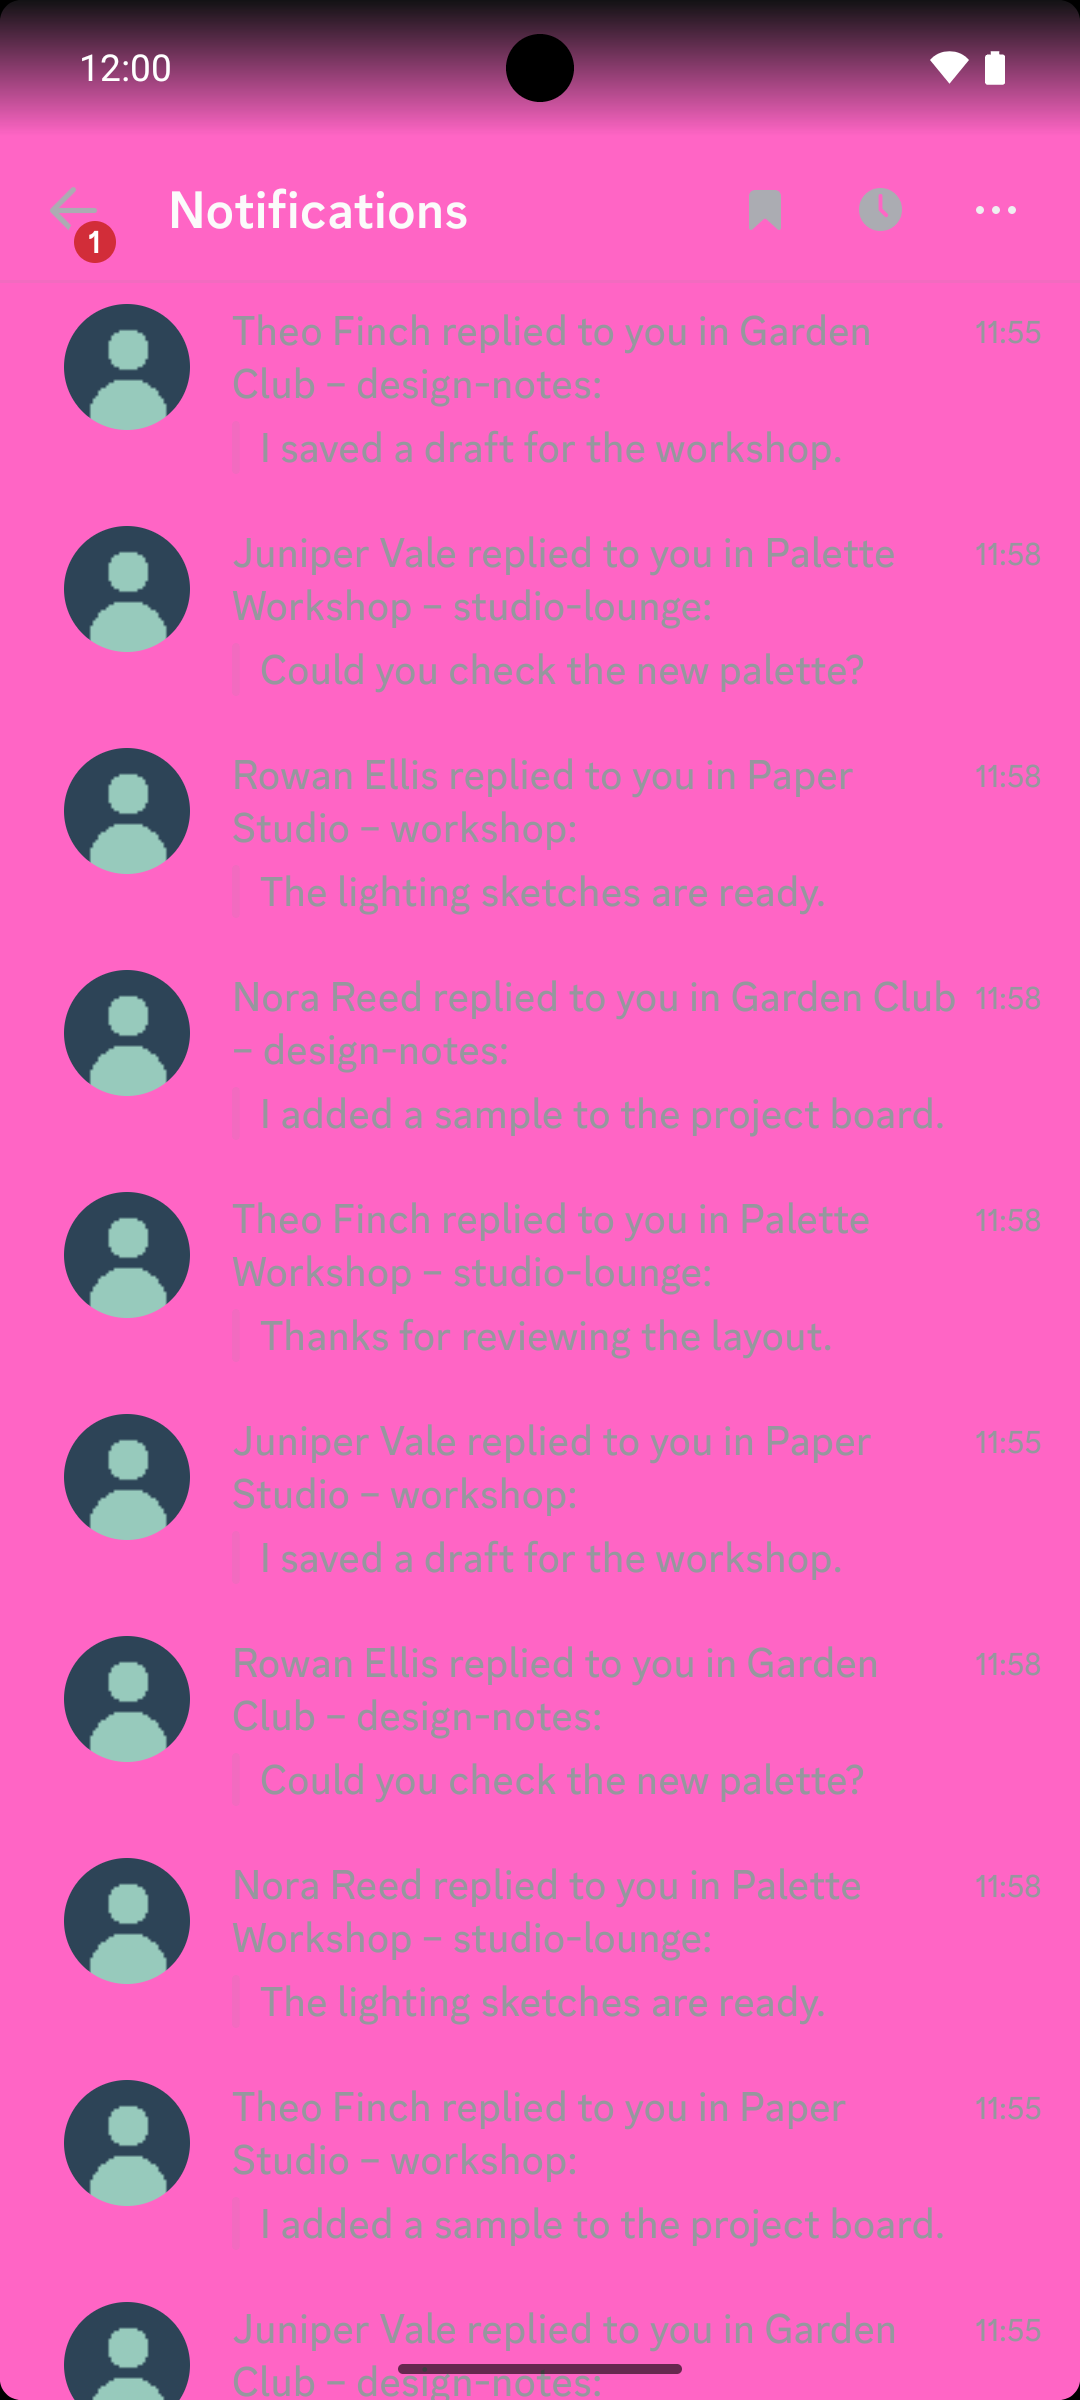 12:00
Notifications
1
Theo Finch replied to you in Garden 11:55
Club – design-notes:
I saved a draft for the workshop.
Juniper Vale replied to you in Palette 11:58
Workshop – studio-lounge:
Could you check the new palette?
Rowan Ellis replied to you in Paper 11:58
Studio – workshop:
The lighting sketches are ready.
Nora Reed replied to you in Garden Club 11:58
– design-notes:
I added a sample to the project board.
Theo Finch replied to you in Palette 11:58
Workshop – studio-lounge:
Thanks for reviewing the layout.
Juniper Vale replied to you in Paper 11:55
Studio – workshop:
I saved a draft for the workshop.
Rowan Ellis replied to you in Garden 11:58
Club – design-notes:
Could you check the new palette?
Nora Reed replied to you in Palette 11:58
Workshop – studio-lounge:
The lighting sketches are ready.
Theo Finch replied to you in Paper 11:55
Studio – workshop:
I added a sample to the project board.
Juniper Vale replied to you in Garden 11:55
Club – design-notes: